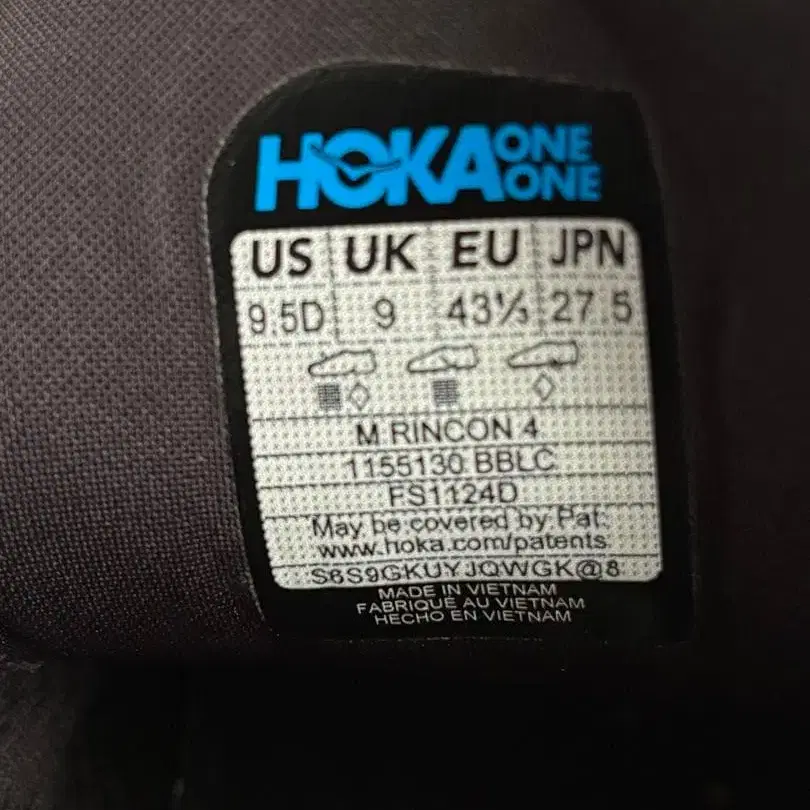 HOKA ONE ONE
US UK EU JPN
9.5D 9 43⅓ 27.5
M RINCON 4
1155130 BBLC
FS1124D
May be covered by Pat:
www.hoka.com/patents
S6S9GKUYJQWGK@8
MADE IN VIETNAM
FABRIQUÉ AU VIETNAM
HECHO EN VIETNAM